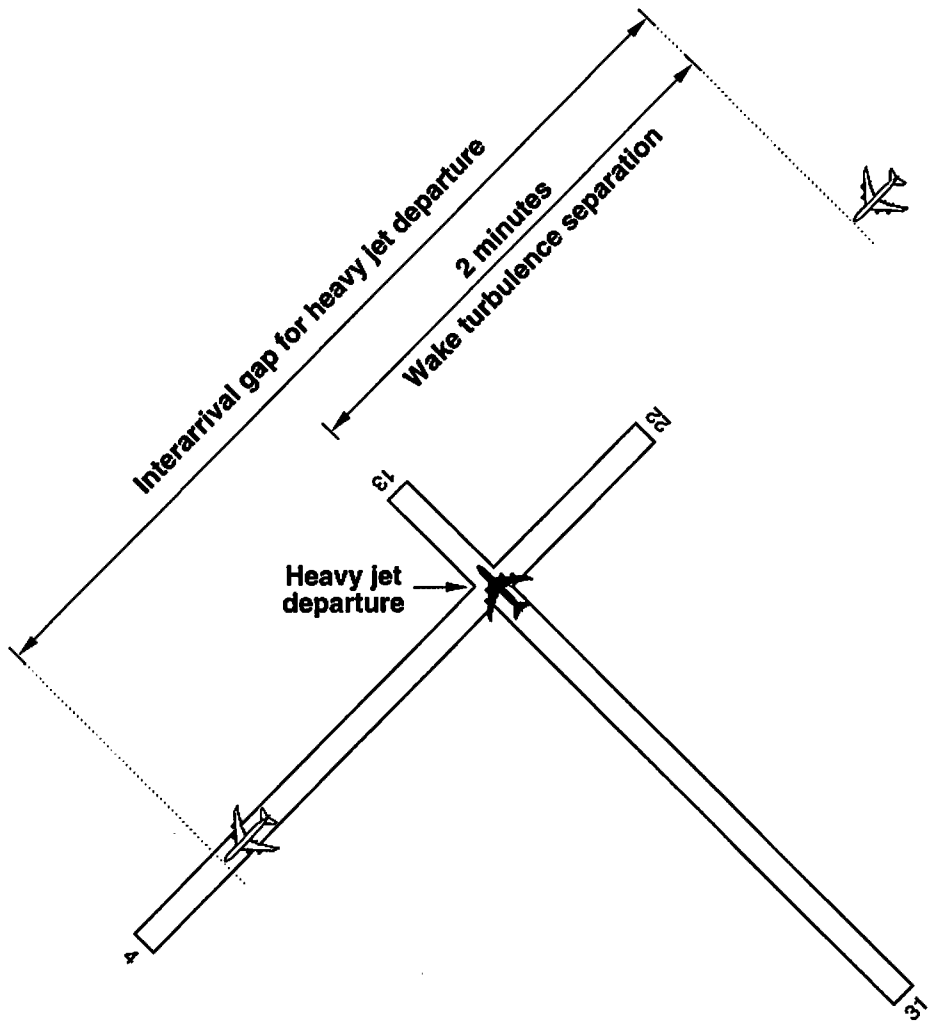 Interarrival gap for heavy jet departure
2 minutes
Wake turbulence separation
22
13
Heavy jet
departure
4
31